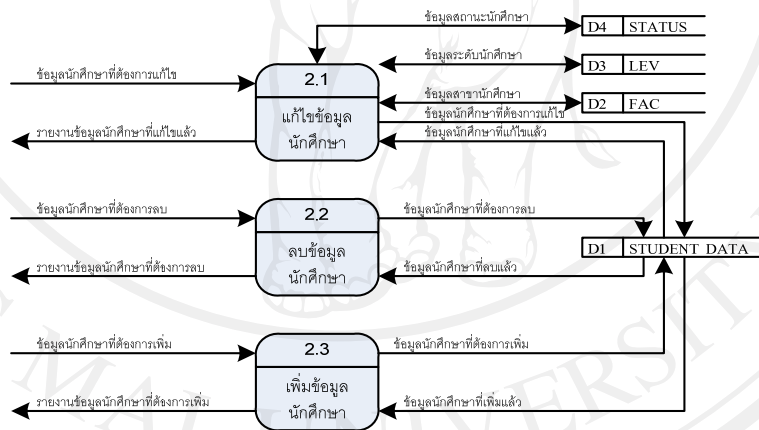 ข้อมูลสถานะนักศึกษา
D4 STATUS
ข้อมูลนักศึกษาที่ต้องการแก้ไข
2.1
แก้ไขข้อมูล
นักศึกษา
ข้อมูลระดับนักศึกษา
D3 LEV
ข้อมูลสาขานักศึกษา
D2 FAC
ข้อมูลนักศึกษาที่ต้องการแก้ไข
รายงานข้อมูลนักศึกษาที่แก้ไขแล้ว
ข้อมูลนักศึกษาที่แก้ไขแล้ว
ข้อมูลนักศึกษาที่ต้องการลบ
2.2
ลบข้อมูล
นักศึกษา
ข้อมูลนักศึกษาที่ต้องการลบ
D1 STUDENT DATA
รายงานข้อมูลนักศึกษาที่ต้องการลบ
ข้อมูลนักศึกษาที่ลบแล้ว
ข้อมูลนักศึกษาที่ต้องการเพิ่ม
2.3
เพิ่มข้อมูล
นักศึกษา
ข้อมูลนักศึกษาที่ต้องการเพิ่ม
รายงานข้อมูลนักศึกษาที่ต้องการเพิ่ม
ข้อมูลนักศึกษาที่เพิ่มแล้ว